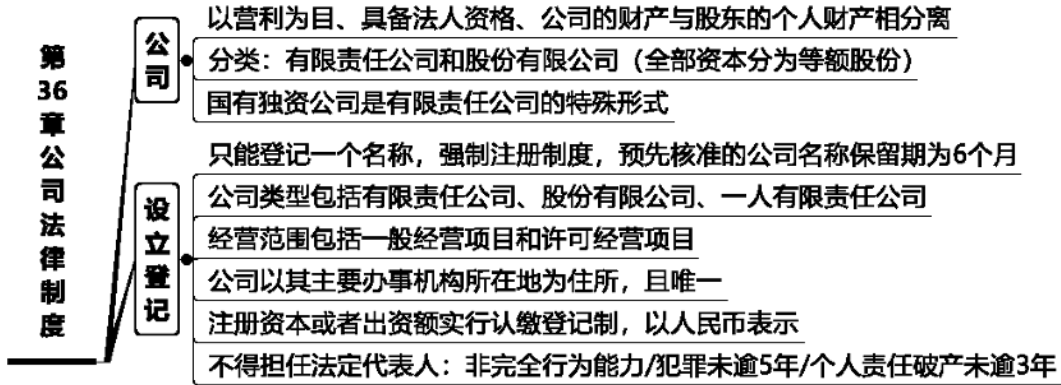 第36章公司法律制度
公司
以营利为目、具备法人资格、公司的财产与股东的个人财产相分离
分类：有限责任公司和股份有限公司（全部资本分为等额股份）
国有独资公司是有限责任公司的特殊形式
设立登记
只能登记一个名称，强制注册制度，预先核准的公司名称保留期为6个月
公司类型包括有限责任公司、股份有限公司、一人有限责任公司
经营范围包括一般经营项目和许可经营项目
公司以其主要办事机构所在地为住所，且唯一
注册资本或者出资额实行认缴登记制，以人民币表示
不得担任法定代表人：非完全行为能力/犯罪未逾5年/个人责任破产未逾3年